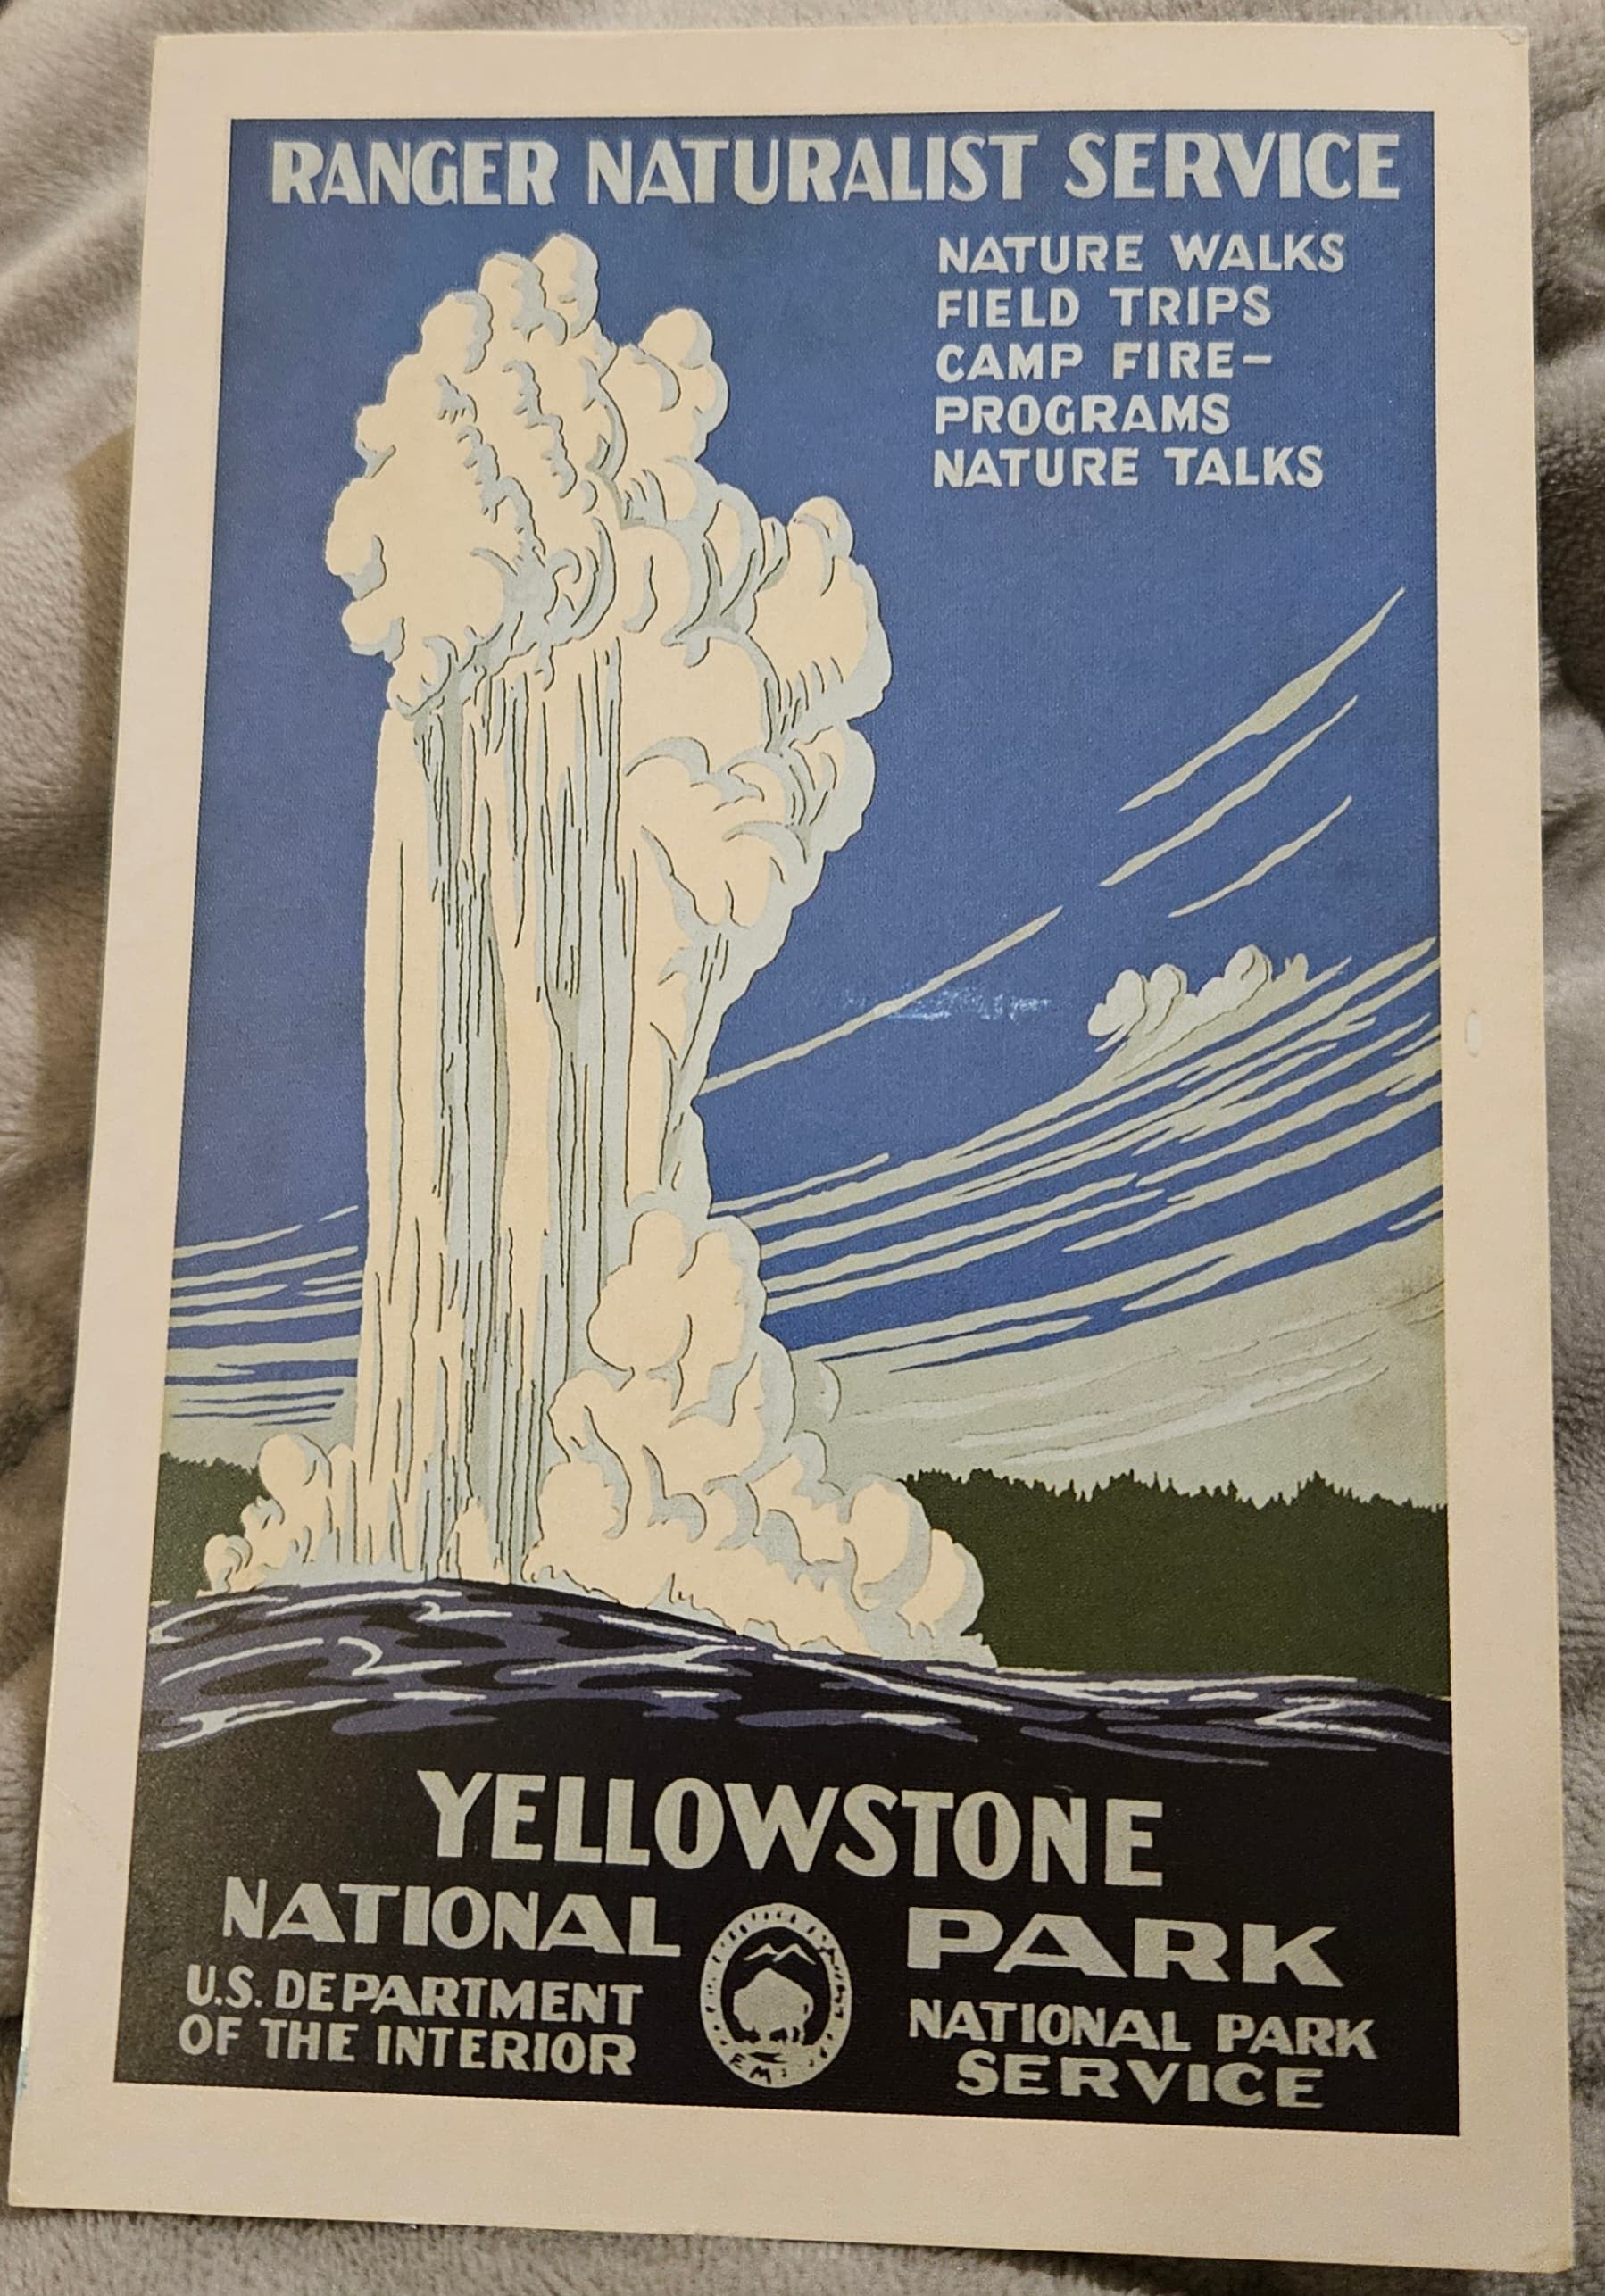 RANGER NATURALIST SERVICE
NATURE WALKS
FIELD TRIPS
CAMP FIRE-
PROGRAMS
NATURE TALKS
YELLOWSTONE
NATIONAL PARK
U.S. DEPARTMENT
OF THE INTERIOR
NATIONAL PARK
SERVICE